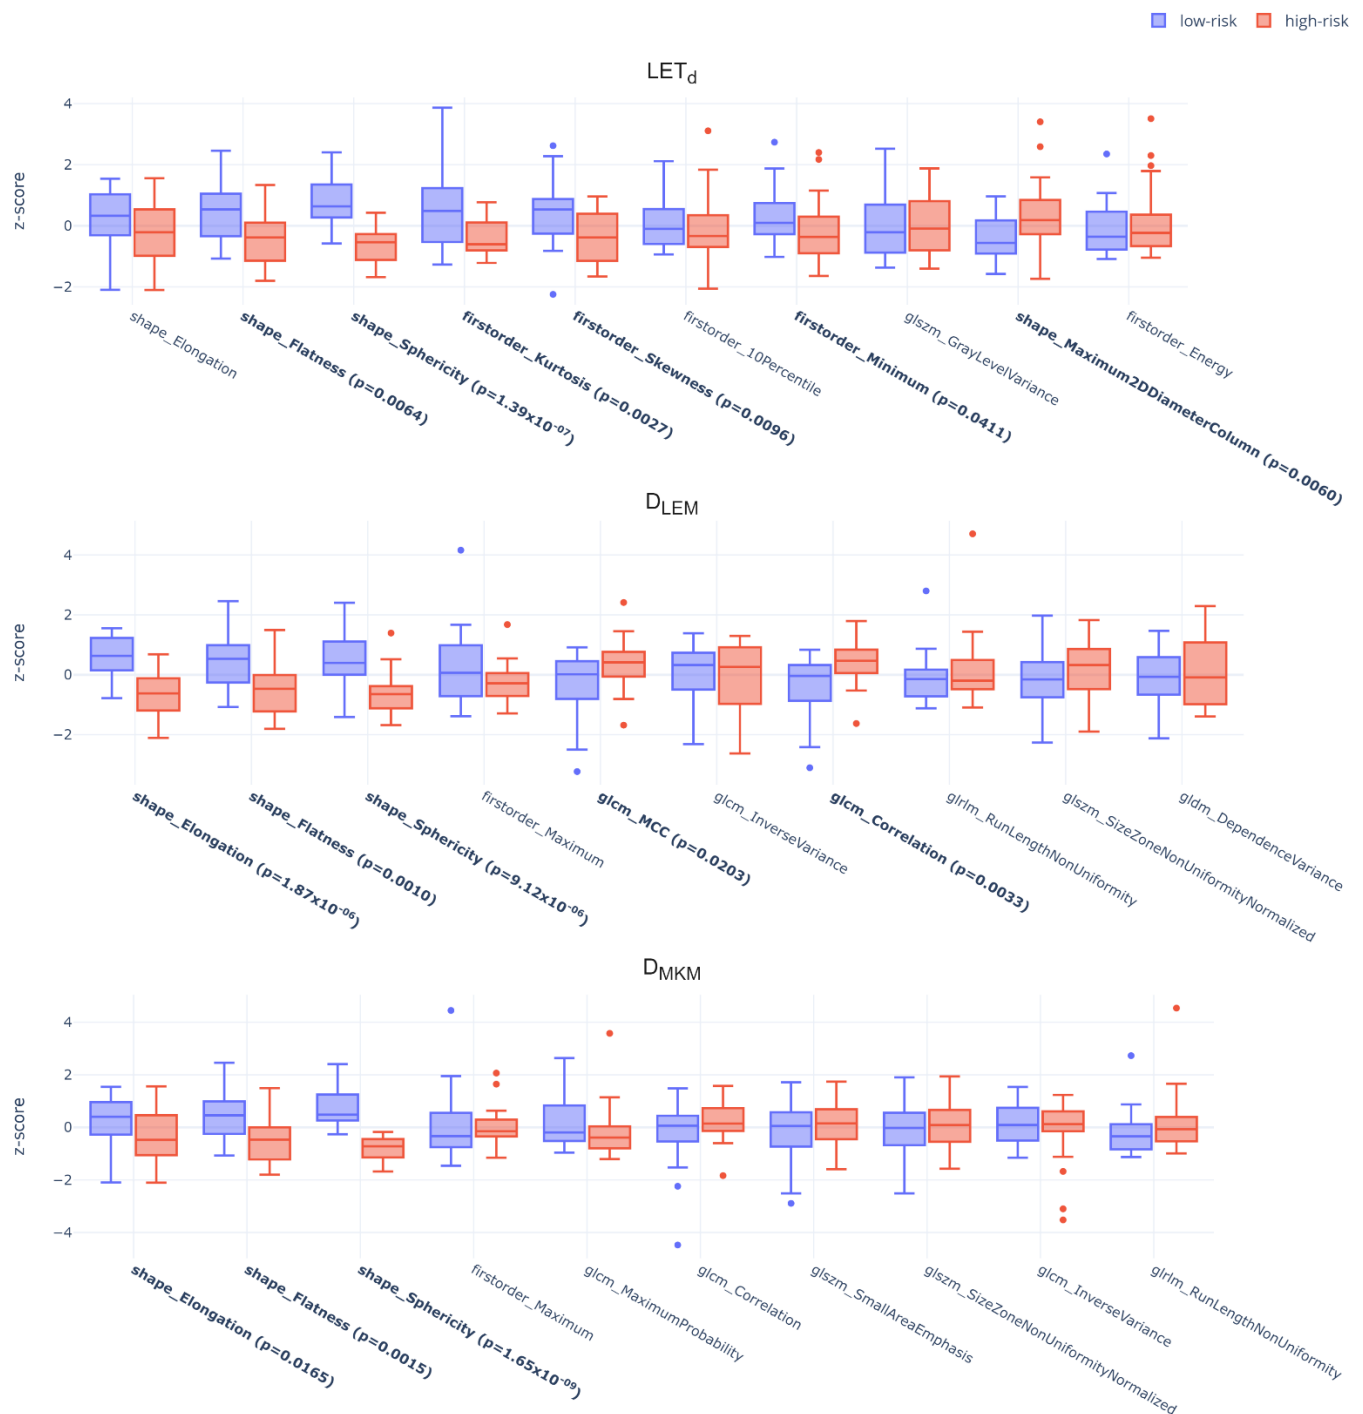 low-risk high-risk
LET_d
z-score
4
2
0
−2
shape_Elongation
shape_Flatness (p=0.0064)
shape_Sphericity (p=1.39x10⁻⁰⁷)
firstorder_Kurtosis (p=0.0027)
firstorder_Skewness (p=0.0096)
firstorder_10Percentile
firstorder_Minimum (p=0.0411)
glszm_GrayLevelVariance
shape_Maximum2DDiameterColumn (p=0.0060)
firstorder_Energy
D_LEM
z-score
4
2
0
−2
shape_Elongation (p=1.87x10⁻⁰⁶)
shape_Flatness (p=0.0010)
shape_Sphericity (p=9.12x10⁻⁰⁶)
firstorder_Maximum
glcm_MCC (p=0.0203)
glcm_InverseVariance
glcm_Correlation (p=0.0033)
glrlm_RunLengthNonUniformity
glszm_SizeZoneNonUniformityNormalized
gldm_DependenceVariance
D_MKM
z-score
4
2
0
−2
−4
shape_Elongation (p=0.0165)
shape_Flatness (p=0.0015)
shape_Sphericity (p=1.65x10⁻⁰⁹)
firstorder_Maximum
glcm_MaximumProbability
glcm_Correlation
glszm_SmallAreaEmphasis
glszm_SizeZoneNonUniformityNormalized
glcm_InverseVariance
glrlm_RunLengthNonUniformity